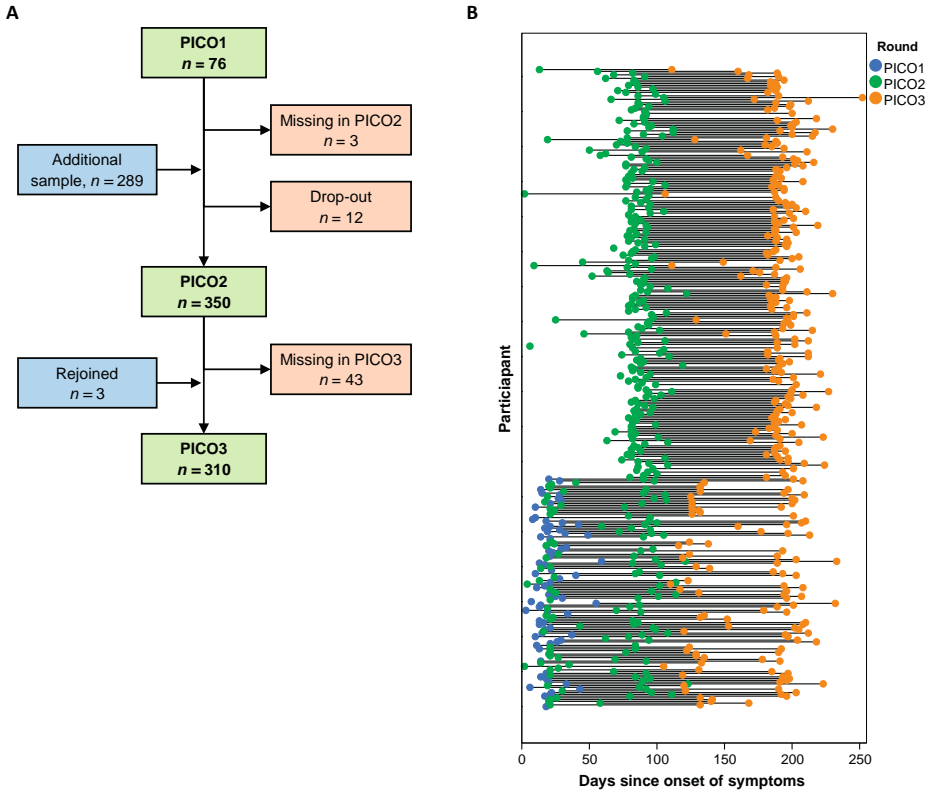 A
PICO1
n = 76
Missing in PICO2
n = 3
Additional
sample, n = 289
Drop-out
n = 12
PICO2
n = 350
Missing in PICO3
n = 43
Rejoined
n = 3
PICO3
n = 310
B
Round
PICO1
PICO2
PICO3
Particiapant
0
50
100
150
200
250
Days since onset of symptoms